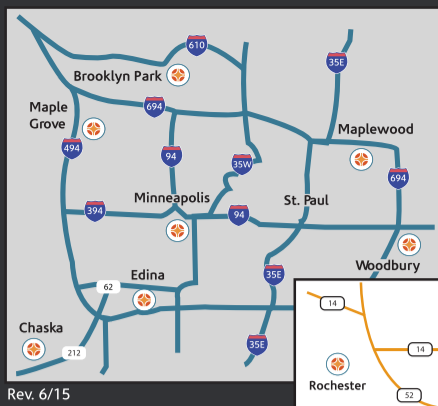 610
35E
Brooklyn Park
694
Maple
Grove
Maplewood
494
94
35W
694
Minneapolis
St. Paul
394
94
Woodbury
Edina
35E
62
14
Chaska
35E
14
212
Rochester
52
Rev. 6/15